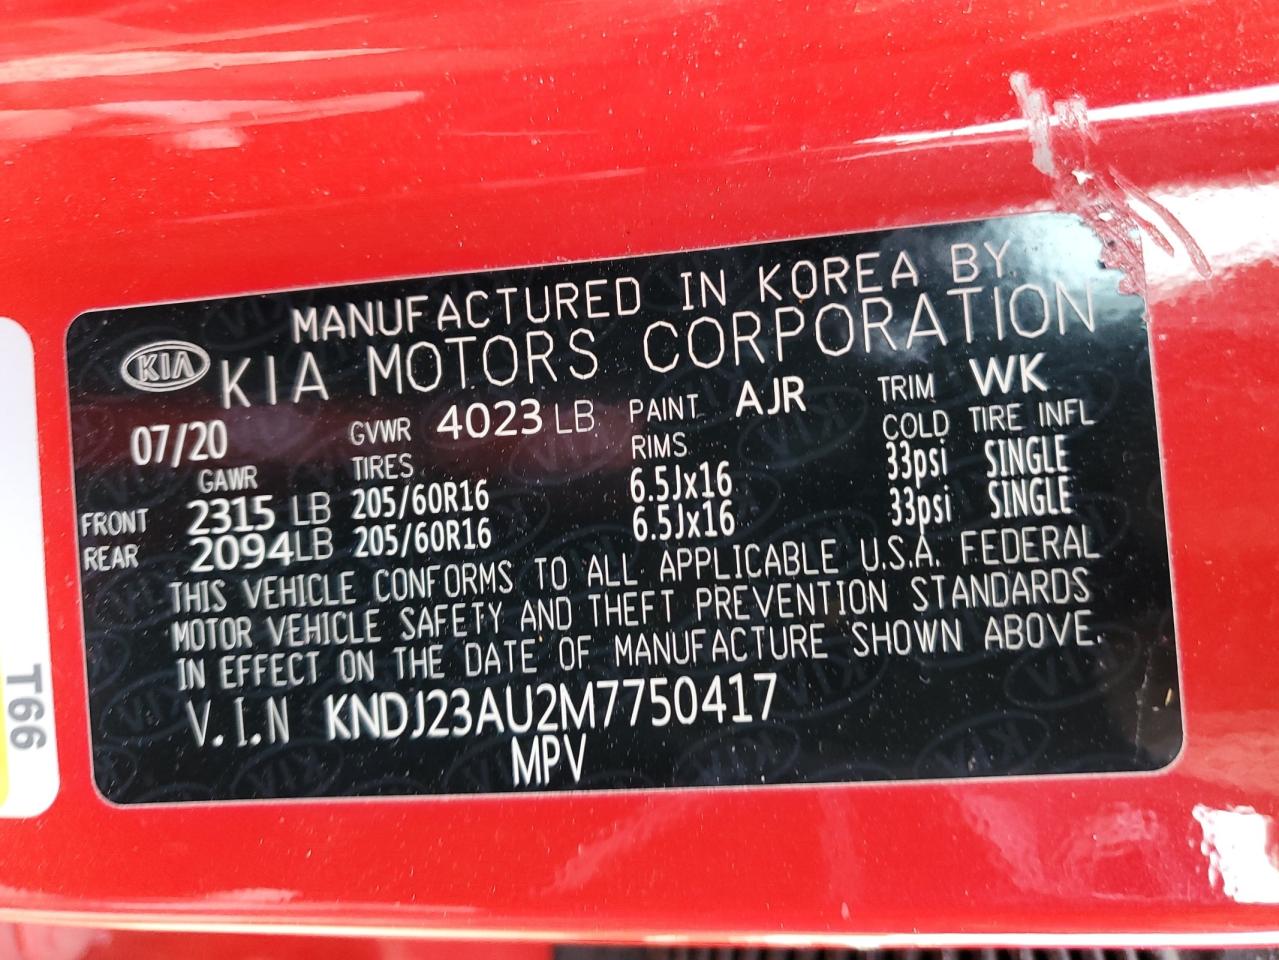 MANUFACTURED IN KOREA BY
KIA KIA MOTORS CORPORATION
07/20 GVWR 4023 LB PAINT AJR TRIM WK
GAWR TIRES RIMS COLD TIRE INFL
FRONT 2315 LB 205/60R16 6.5Jx16 33psi SINGLE
REAR 2094 LB 205/60R16 6.5Jx16 33psi SINGLE
THIS VEHICLE CONFORMS TO ALL APPLICABLE U.S.A. FEDERAL
MOTOR VEHICLE SAFETY AND THEFT PREVENTION STANDARDS
IN EFFECT ON THE DATE OF MANUFACTURE SHOWN ABOVE.
V.I.N KNDJ23AU2M7750417
MPV
T66